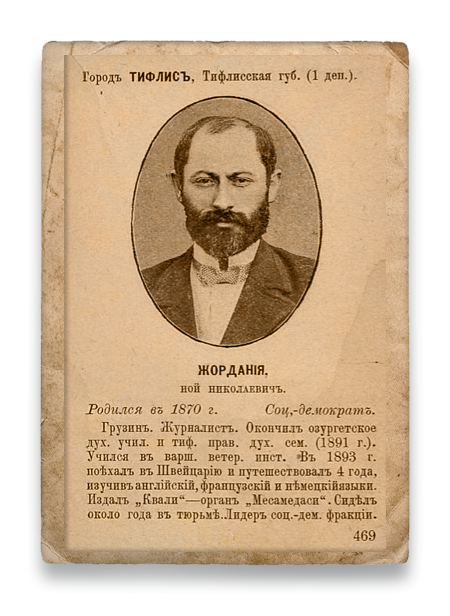 Городъ ТИФЛИСЪ, Тифлисская губ. (1 деп.).
ЖОРДАНІЯ,
НОЙ НИКОЛАЕВИЧЪ.
Родился въ 1870 г. Соц,-демократъ.
Грузинъ. Журналистъ. Окончилъ озургетское
дух. учил. и тиф. прав. дух. сем. (1891 г.).
Учился въ варш. ветер. инст. Въ 1893 г.
поѣхалъ въ Швейцарію и путешествовалъ 4 года,
изучивъ англійскій, французскій и нѣмецкій языки.
Издалъ „Квали“—органъ „Месамедаси“. Сидѣлъ
около года въ тюрьмѣ. Лидеръ соц.-дем. фракціи.
469